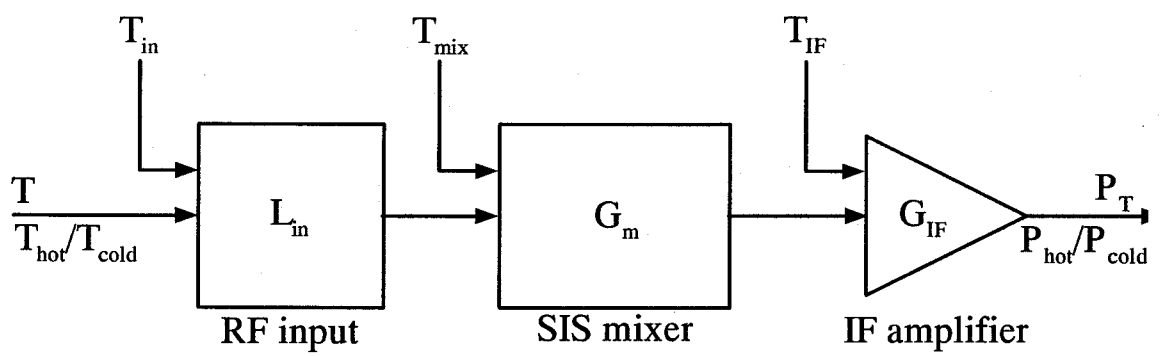 T_in
T_mix
T_IF
T
T_hot/T_cold
L_in
G_m
G_IF
P_T
P_hot/P_cold
RF input
SIS mixer
IF amplifier